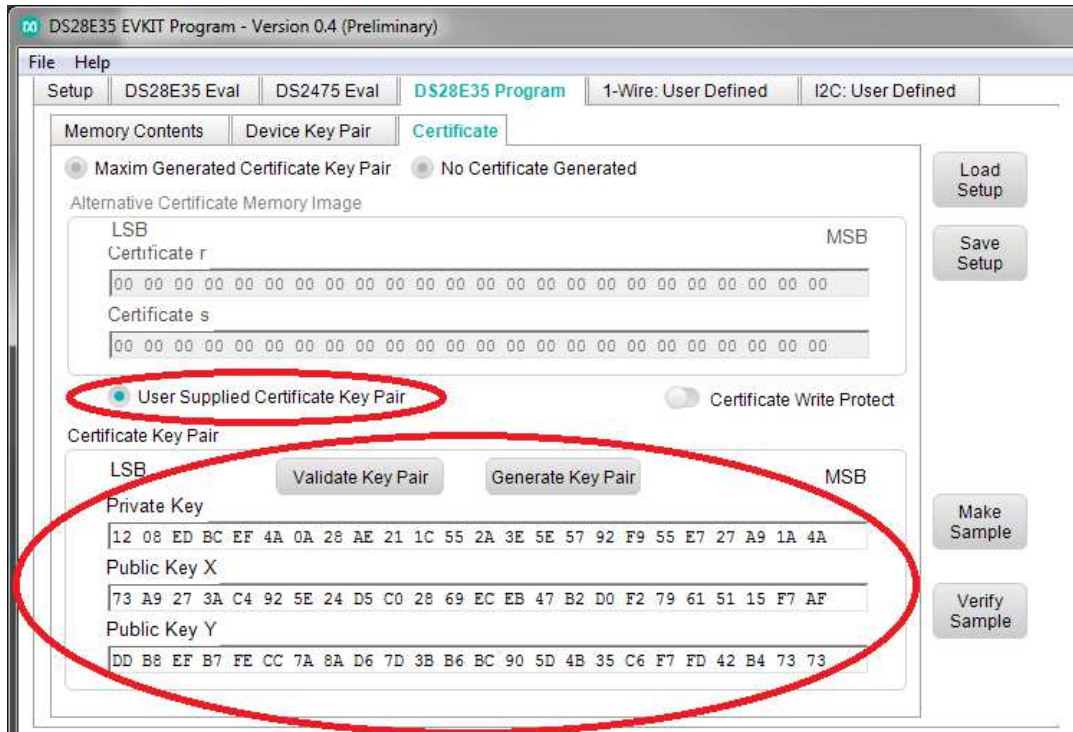 DS28E35 EVKIT Program - Version 0.4 (Preliminary)
File Help
Setup DS28E35 Eval DS2475 Eval DS28E35 Program 1-Wire: User Defined I2C: User Defined
Memory Contents Device Key Pair Certificate
Maxim Generated Certificate Key Pair No Certificate Generated
Load
Setup
Alternative Certificate Memory Image
LSB MSB
Certificate r
00 00 00 00 00 00 00 00 00 00 00 00 00 00 00 00 00 00 00 00 00 00 00 00
Save
Setup
Certificate s
00 00 00 00 00 00 00 00 00 00 00 00 00 00 00 00 00 00 00 00 00 00 00 00
User Supplied Certificate Key Pair Certificate Write Protect
Certificate Key Pair
LSB Validate Key Pair Generate Key Pair MSB
Private Key
12 08 ED BC EF 4A 0A 28 AE 21 1C 55 2A 3E 5E 57 92 F9 55 E7 27 A9 1A 4A
Make
Sample
Public Key X
73 A9 27 3A C4 92 5E 24 D5 C0 28 69 EC EB 47 B2 D0 F2 79 61 51 15 F7 AF
Verify
Sample
Public Key Y
DD B8 EF B7 FE CC 7A 8A D6 7D 3B B6 BC 90 5D 4B 35 C6 F7 FD 42 B4 73 73